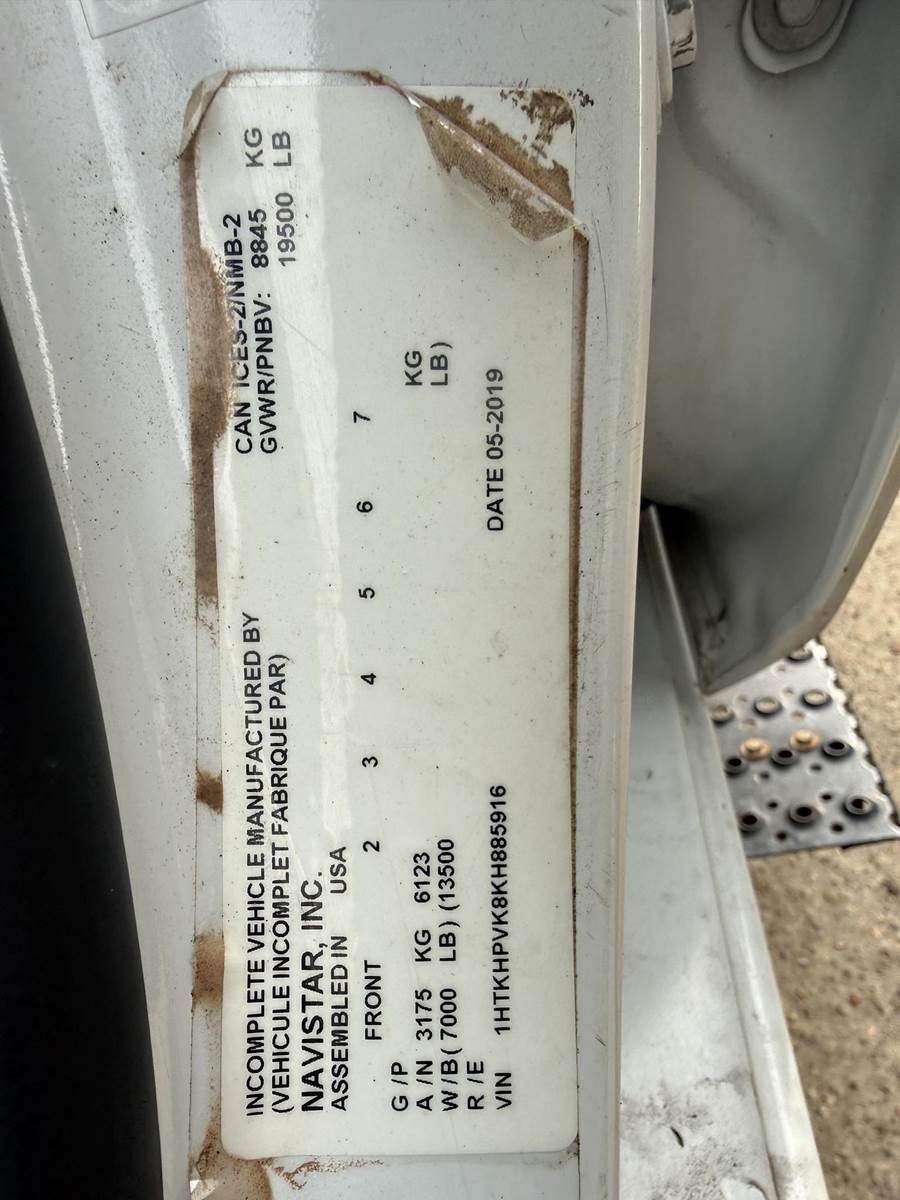 INCOMPLETE VEHICLE MANUFACTURED BY CAN ICES-2/NMB-2
(VEHICULE INCOMPLET FABRIQUE PAR) GVWR/PNBV: 8845 KG
NAVISTAR, INC. 19500 LB
ASSEMBLED IN USA
FRONT 2 3 4 5 6 7
G/P
A/N 3175 KG 6123 KG
W/B( 7000 LB) (13500 LB)
R/E
VIN 1HTKHPVK8KH885916 DATE 05-2019